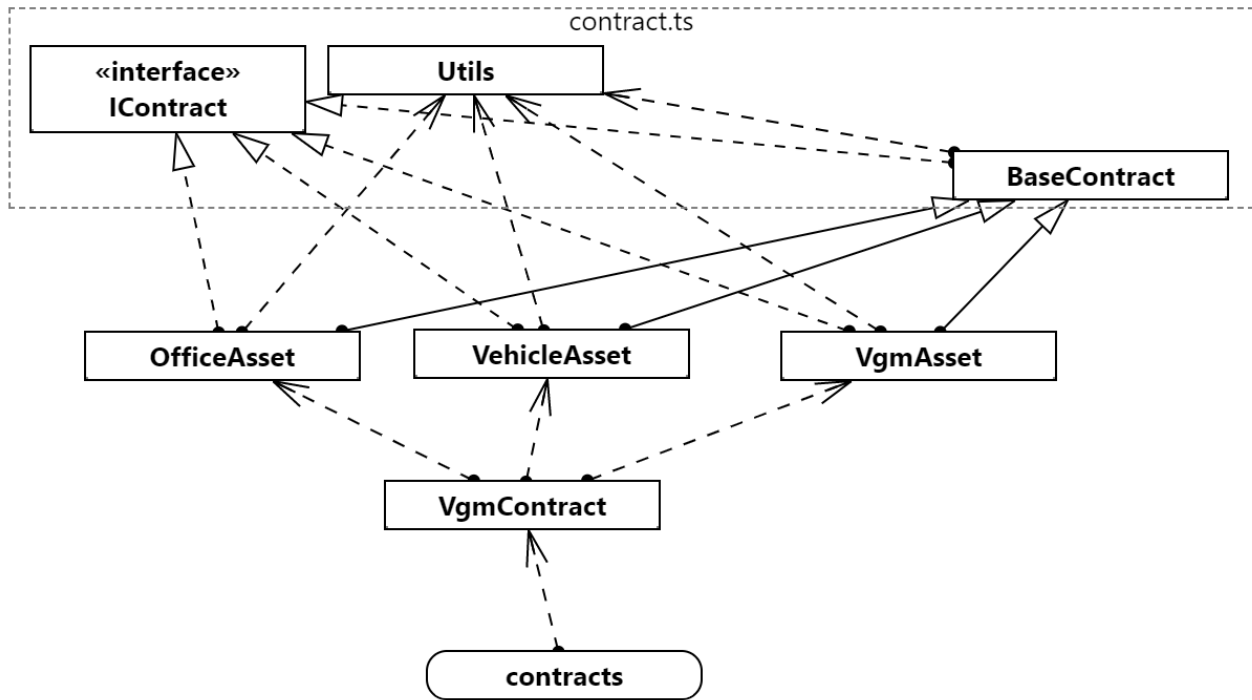 contract.ts
«interface»
IContract
Utils
BaseContract
OfficeAsset
VehicleAsset
VgmAsset
VgmContract
contracts